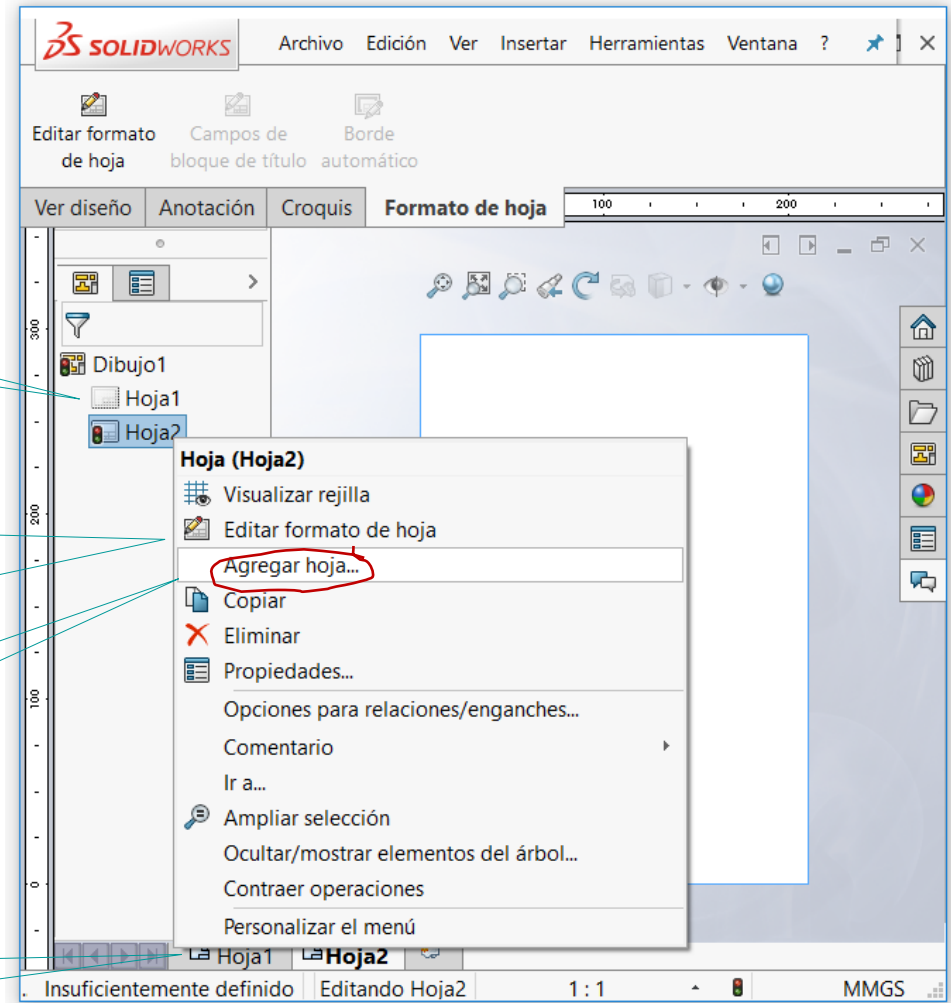 3S SOLIDWORKS
Archivo Edición Ver Insertar Herramientas Ventana ?
Editar formato de hoja
Campos de bloque de título
Borde automático
Ver diseño Anotación Croquis Formato de hoja
100 200
300
200
100
0
Dibujo1
Hoja1
Hoja2
Hoja (Hoja2)
Visualizar rejilla
Editar formato de hoja
Agregar hoja...
Copiar
Eliminar
Propiedades...
Opciones para relaciones/enganches...
Comentario
Ir a...
Ampliar selección
Ocultar/mostrar elementos del árbol...
Contraer operaciones
Personalizar el menú
Hoja1 Hoja2
. Insuficientemente definido Editando Hoja2 1 : 1 MMGS